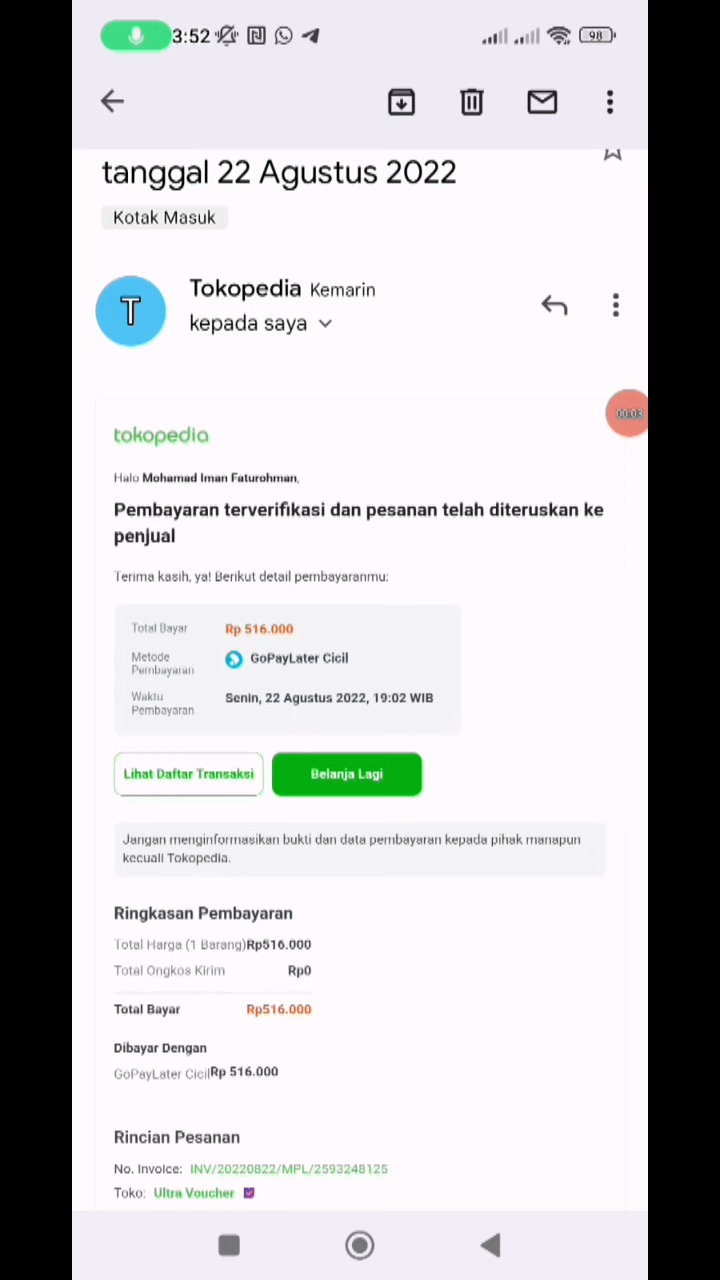 3:52
98
tanggal 22 Agustus 2022
Kotak Masuk
T
Tokopedia Kemarin
kepada saya
00:03
tokopedia
Halo Mohamad Iman Faturohman,
Pembayaran terverifikasi dan pesanan telah diteruskan ke
penjual
Terima kasih, ya! Berikut detail pembayaranmu:
Total Bayar Rp 516.000
Metode
Pembayaran GoPayLater Cicil
Waktu
Pembayaran Senin, 22 Agustus 2022, 19:02 WIB
Lihat Daftar Transaksi Belanja Lagi
Jangan menginformasikan bukti dan data pembayaran kepada pihak manapun
kecuali Tokopedia.
Ringkasan Pembayaran
Total Harga (1 Barang) Rp516.000
Total Ongkos Kirim Rp0
Total Bayar Rp516.000
Dibayar Dengan
GoPayLater Cicil Rp 516.000
Rincian Pesanan
No. Invoice: INV/20220822/MPL/2593248125
Toko: Ultra Voucher